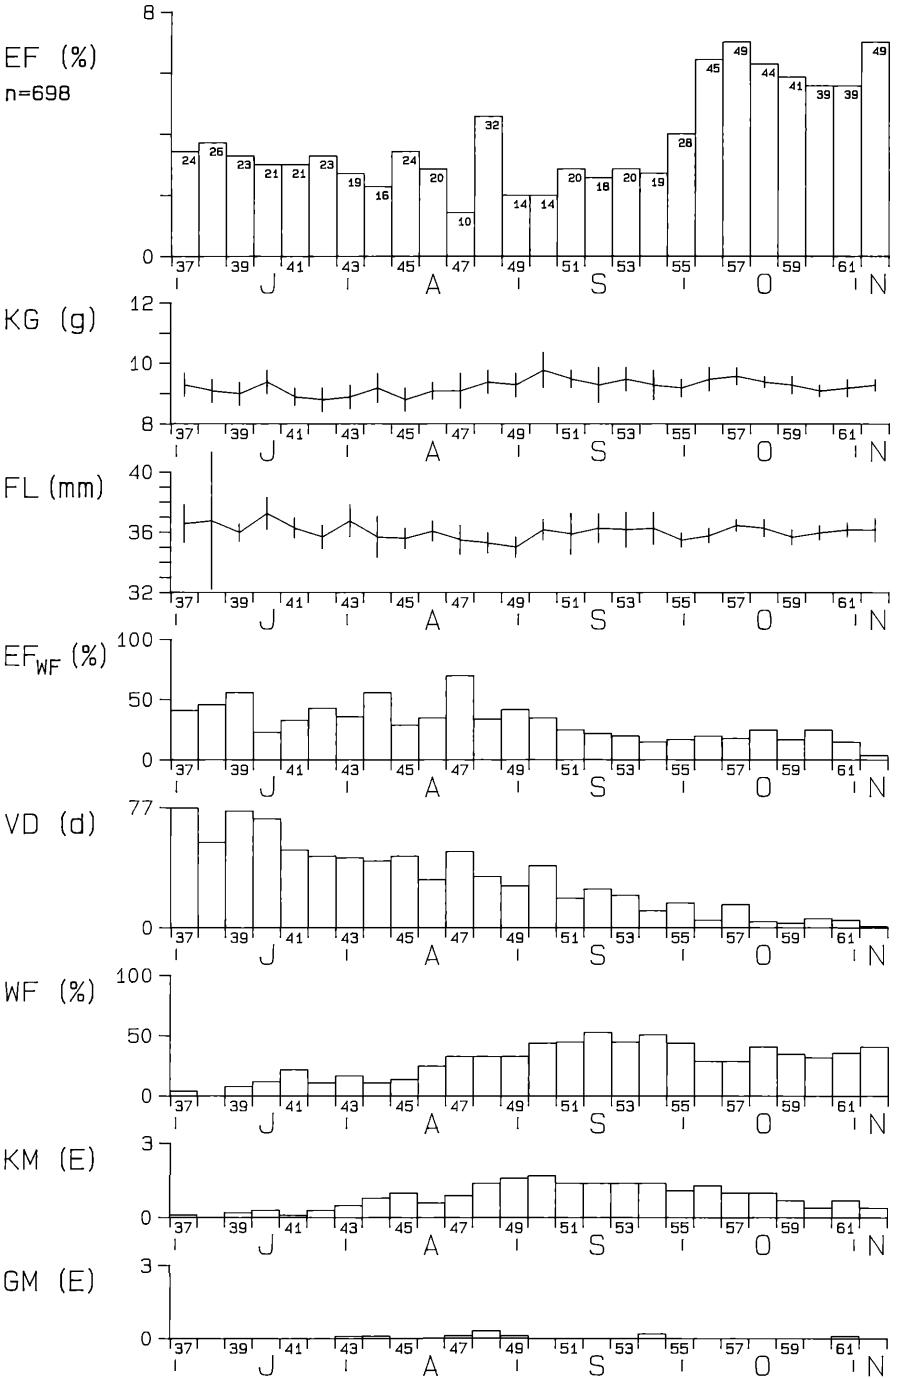 8
EF (%)
n=698
24 26 23 21 21 23 19 16 24 20 10 32 14 14 20 18 20 19 28 45 49 44 41 39 39 49
0
37 39 41 43 45 47 49 51 53 55 57 59 61
J A S O N
12
KG (g)
10
8
37 39 41 43 45 47 49 51 53 55 57 59 61
J A S O N
40
FL (mm)
36
32
37 39 41 43 45 47 49 51 53 55 57 59 61
J A S O N
100
EFWF (%)
50
0
37 39 41 43 45 47 49 51 53 55 57 59 61
J A S O N
77
VD (d)
0
37 39 41 43 45 47 49 51 53 55 57 59 61
J A S O N
100
WF (%)
50
0
37 39 41 43 45 47 49 51 53 55 57 59 61
J A S O N
3
KM (E)
0
37 39 41 43 45 47 49 51 53 55 57 59 61
J A S O N
3
GM (E)
0
37 39 41 43 45 47 49 51 53 55 57 59 61
J A S O N